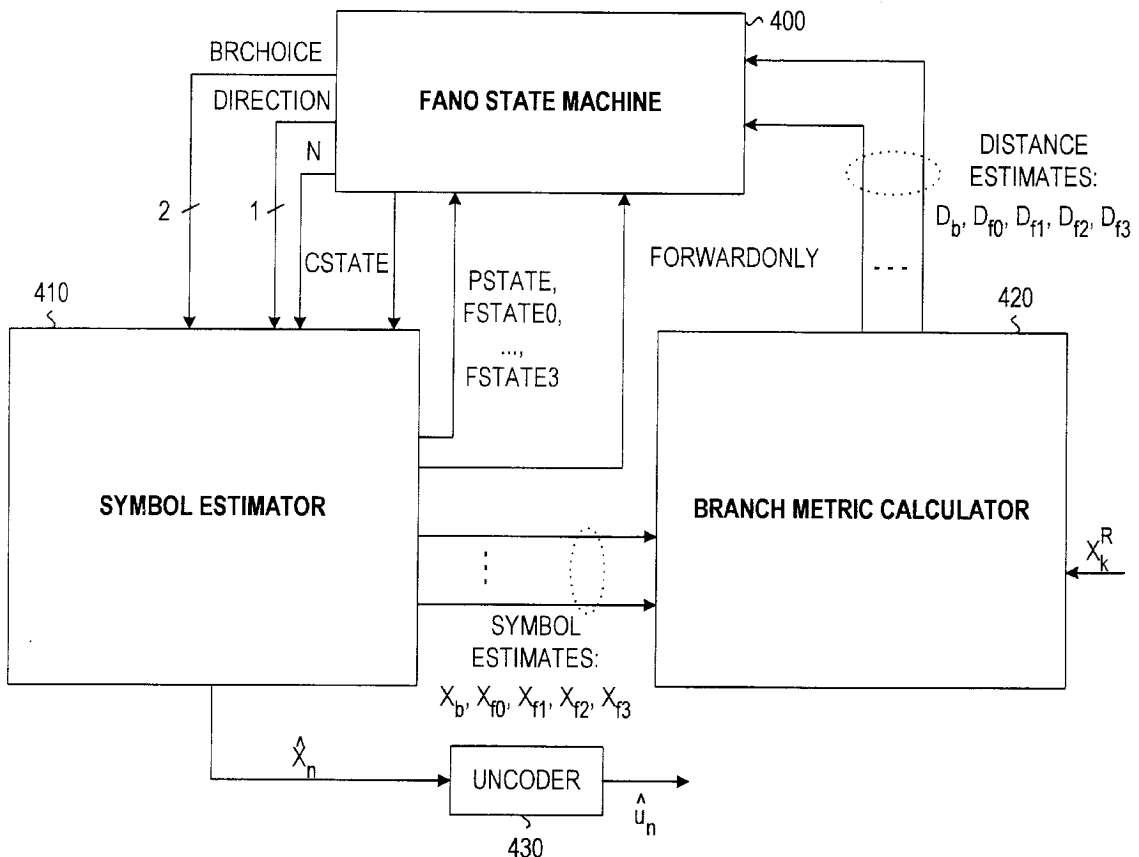 400
BRCHOICE
FANO STATE MACHINE
DIRECTION
N
2
1
DISTANCE
ESTIMATES:
D_b, D_f0, D_f1, D_f2, D_f3
CSTATE
PSTATE,
FSTATE0,
...,
FSTATE3
FORWARDONLY
410
420
SYMBOL ESTIMATOR
BRANCH METRIC CALCULATOR
X_k^R
SYMBOL
ESTIMATES:
X_b, X_f0, X_f1, X_f2, X_f3
X̂_n
UNCODER
û_n
430